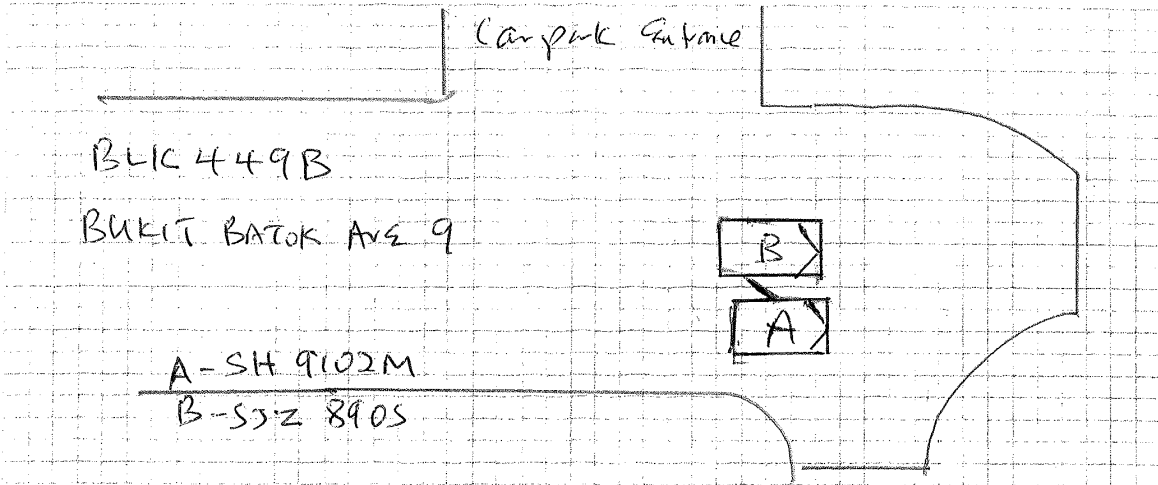 Carpark Entrance
BLK 449B
BUKIT BATOK AVE 9
B
A
A-SH 9102M
B-SJZ 890S